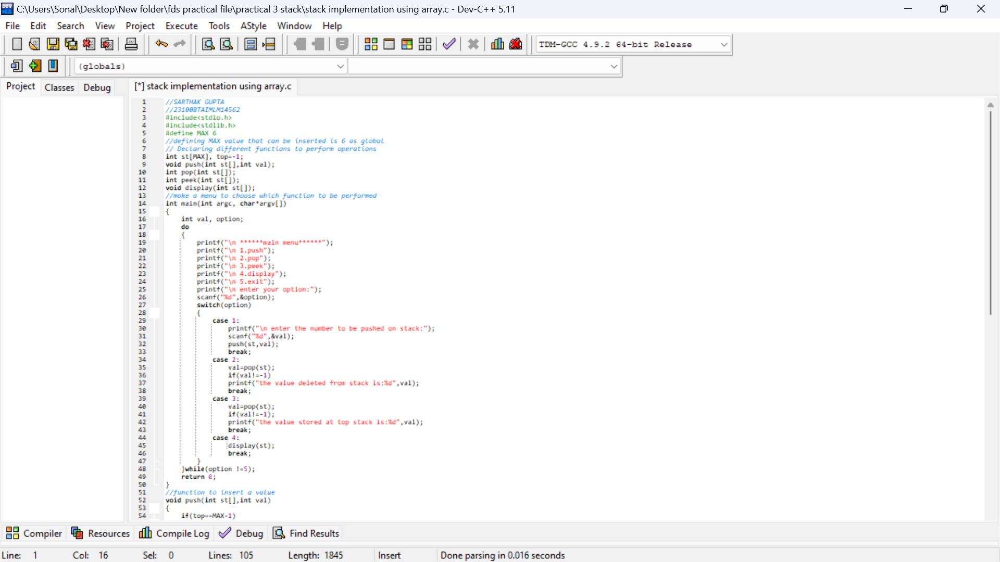 C:\Users\Sonal\Desktop\New folder\fds practical file\practical 3 stack\stack implementation using array.c - Dev-C++ 5.11
File Edit Search View Project Execute Tools AStyle Window Help
TDM-GCC 4.9.2 64-bit Release
(globals)
Project Classes Debug [*] stack implementation using array.c
1 //SARTHAK GUPTA
2 //23100BTAIMLM14562
3 #include<stdio.h>
4 #include<stdlib.h>
5 #define MAX 6
6 //defining MAX value that can be inserted is 6 as global
7 // Declaring different functions to perform operations
8 int st[MAX], top=-1;
9 void push(int st[],int val);
10 int pop(int st[]);
11 int peek(int st[]);
12 void display(int st[]);
13 //make a menu to choose which function to be performed
14 int main(int argc, char*argv[])
15 {
16 int val, option;
17 do
18 {
19 printf("\n ******main menu******");
20 printf("\n 1.push");
21 printf("\n 2.pop");
22 printf("\n 3.peek");
23 printf("\n 4.display");
24 printf("\n 5.exit");
25 printf("\n enter your option:");
26 scanf("%d",&option);
27 switch(option)
28 {
29 case 1:
30 printf("\n enter the number to be pushed on stack:");
31 scanf("%d",&val);
32 push(st,val);
33 break;
34 case 2:
35 val=pop(st);
36 if(val!=-1)
37 printf("the value deleted from stack is:%d",val);
38 break;
39 case 3:
40 val=pop(st);
41 if(val!=-1);
42 printf("the value stored at top stack is:%d",val);
43 break;
44 case 4:
45 display(st);
46 break;
47 }
48 }while(option !=5);
49 return 0;
50 }
51 //function to insert a value
52 void push(int st[],int val)
53 {
54 if(top==MAX-1)
Compiler Resources Compile Log Debug Find Results
Line: 1 Col: 16 Sel: 0 Lines: 105 Length: 1845 Insert Done parsing in 0.016 seconds